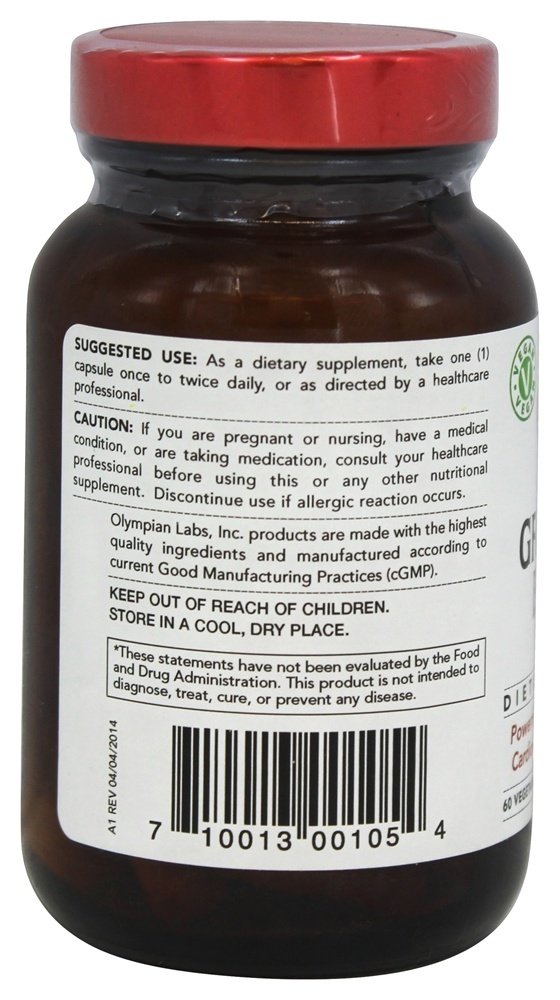 SUGGESTED USE: As a dietary supplement, take one (1)
capsule once to twice daily, or as directed by a healthcare
professional.
CAUTION: If you are pregnant or nursing, have a medical
condition, or are taking medication, consult your healthcare
professional before using this or any other nutritional
supplement. Discontinue use if allergic reaction occurs.
Olympian Labs, Inc. products are made with the highest
quality ingredients and manufactured according to
current Good Manufacturing Practices (cGMP).
KEEP OUT OF REACH OF CHILDREN.
STORE IN A COOL, DRY PLACE.
*These statements have not been evaluated by the Food
and Drug Administration. This product is not intended to
diagnose, treat, cure, or prevent any disease.
A1 REV 04/04/2014
7 10013 00105 4
60